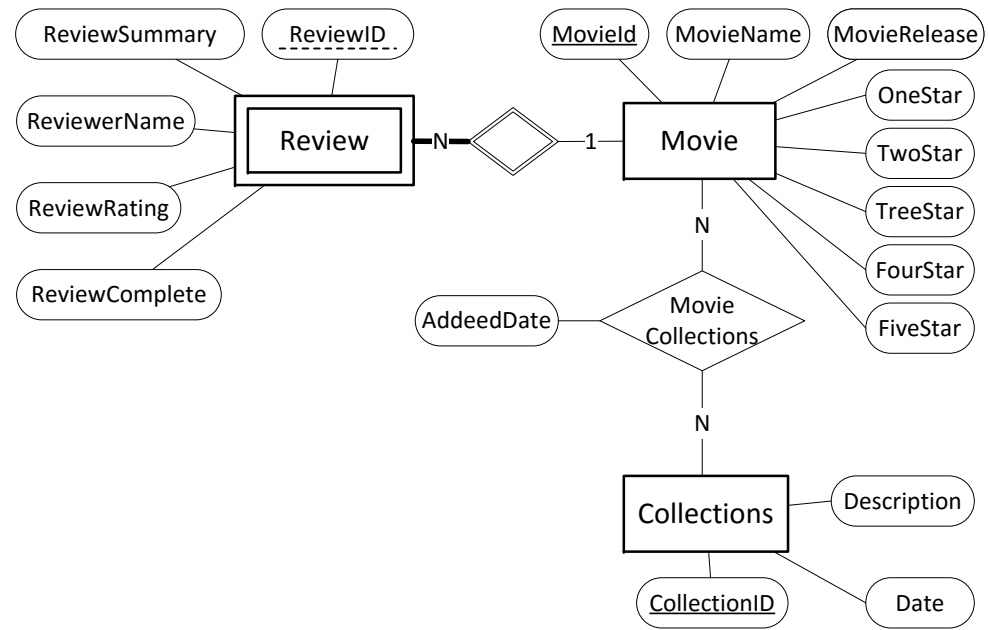 ReviewSummary
ReviewID
MovieId
MovieName
MovieRelease
OneStar
ReviewerName
Review
N
1
Movie
TwoStar
ReviewRating
TreeStar
N
ReviewComplete
FourStar
AddeedDate
Movie
Collections
FiveStar
N
Collections
Description
CollectionID
Date